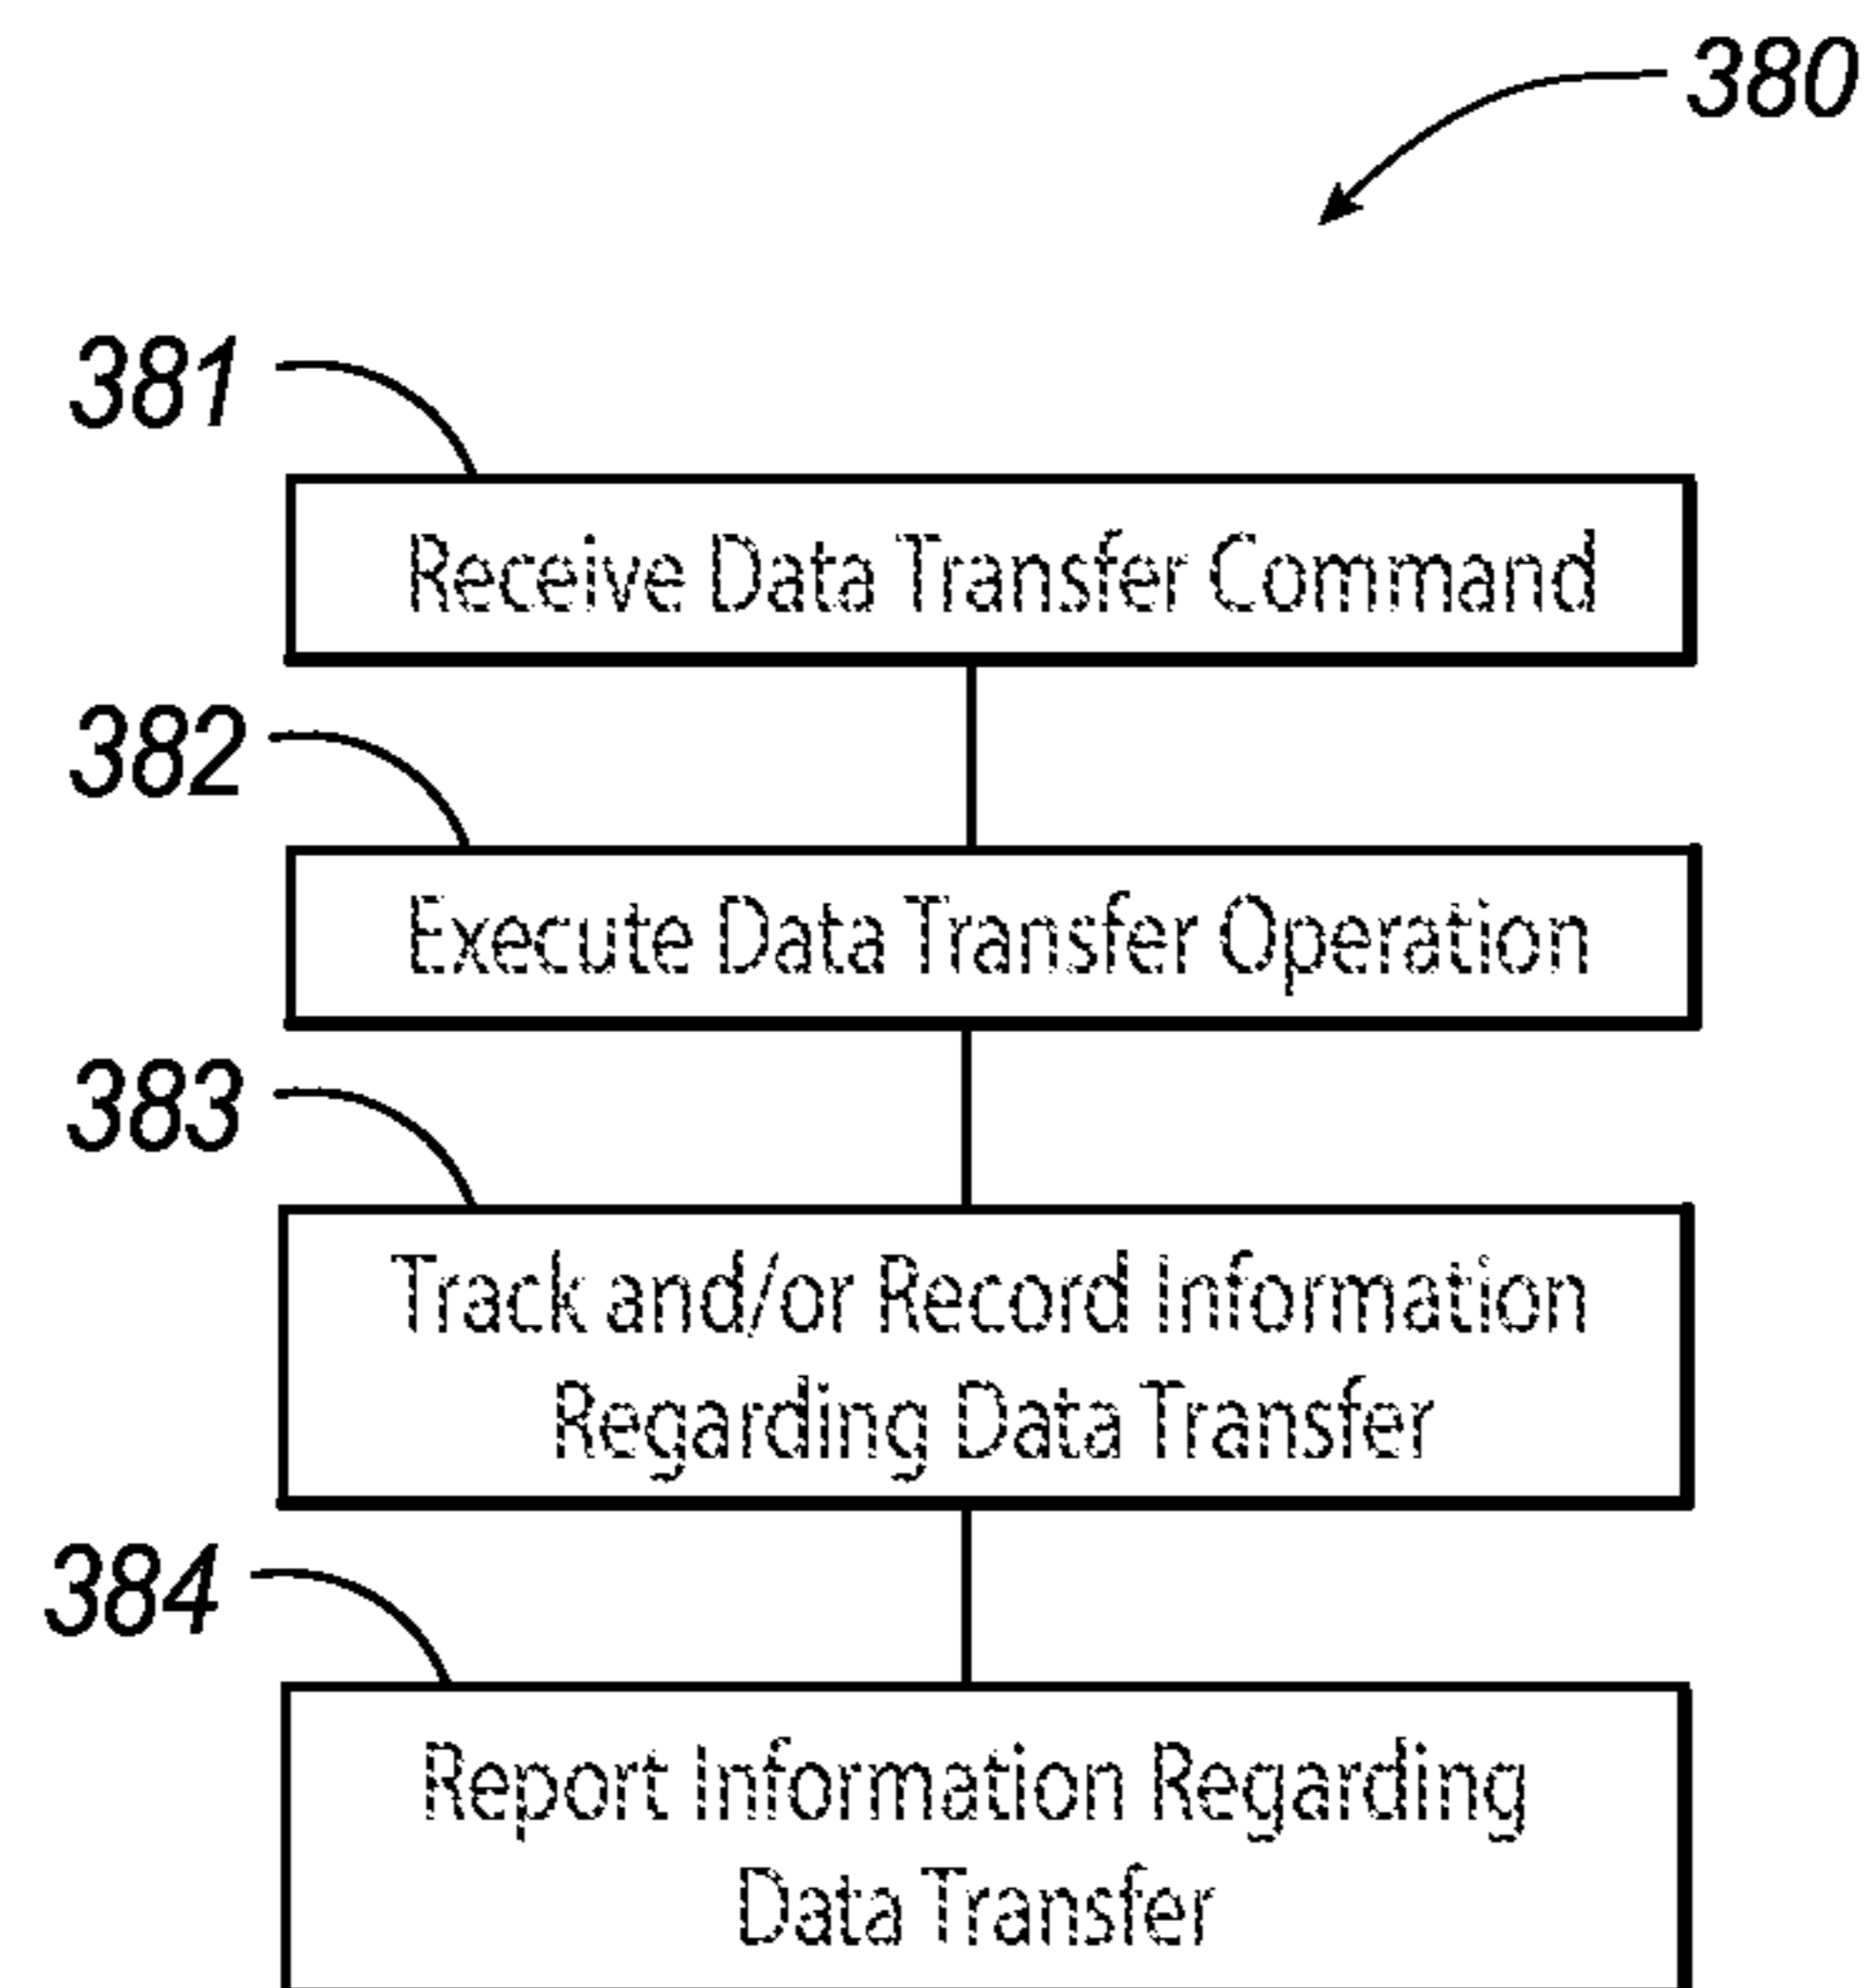 380
381
Receive Data Transfer Command
382
Execute Data Transfer Operation
383
Track and/or Record Information
Regarding Data Transfer
384
Report Information Regarding
Data Transfer